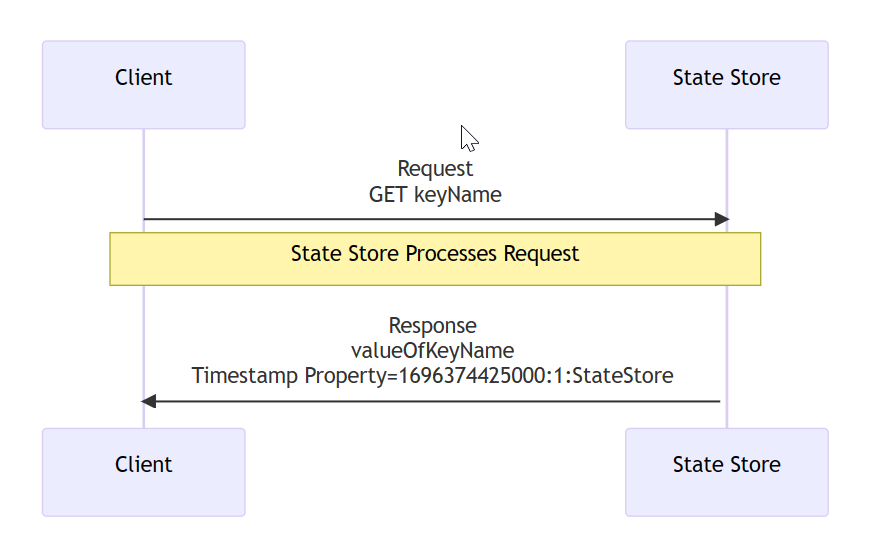 Client
State Store
Request
GET keyName
State Store Processes Request
Response
valueOfKeyName
Timestamp Property=1696374425000:1:StateStore
Client
State Store